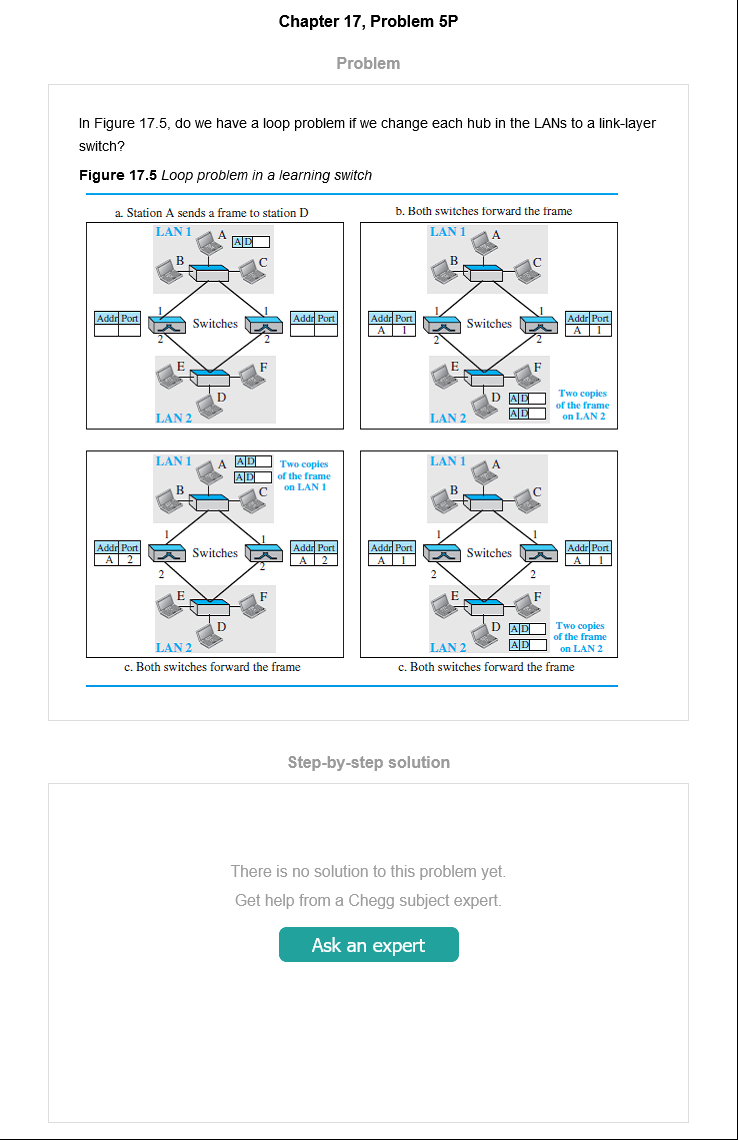 Chapter 17, Problem 5P
Problem
In Figure 17.5, do we have a loop problem if we change each hub in the LANs to a link-layer
switch?
Figure 17.5 Loop problem in a learning switch
a. Station A sends a frame to station D
LAN 1
A
A D
B
C
Addr Port
1
Switches
1
Addr Port
2
2
E
F
D
LAN 2
b. Both switches forward the frame
LAN 1
A
B
C
Addr Port
A 1
1
Switches
1
Addr Port
A 1
2
2
E
F
D
A D
A D
Two copies
of the frame
on LAN 2
LAN 2
LAN 1
A
A D
A D
Two copies
of the frame
on LAN 1
B
C
Addr Port
A 2
1
Switches
1
Addr Port
A 2
2
2
E
F
D
LAN 2
c. Both switches forward the frame
LAN 1
A
B
C
Addr Port
A 1
1
Switches
1
Addr Port
A 1
2
2
E
F
D
A D
A D
Two copies
of the frame
on LAN 2
LAN 2
c. Both switches forward the frame
Step-by-step solution
There is no solution to this problem yet.
Get help from a Chegg subject expert.
Ask an expert